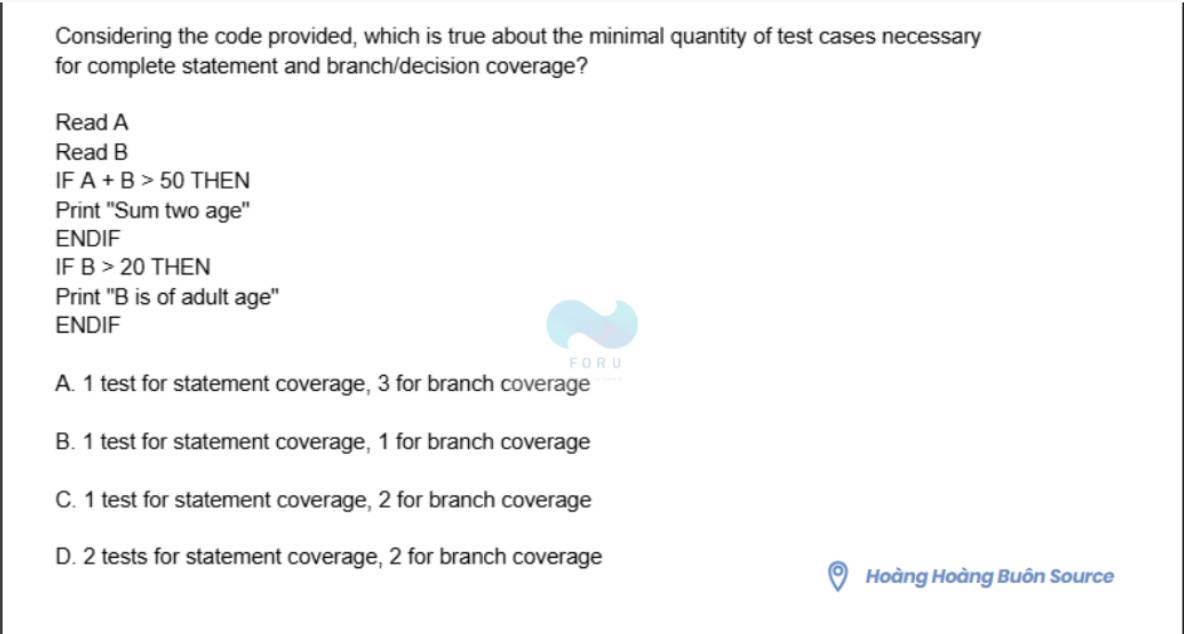 Considering the code provided, which is true about the minimal quantity of test cases necessary
for complete statement and branch/decision coverage?
Read A
Read B
IF A + B > 50 THEN
Print "Sum two age"
ENDIF
IF B > 20 THEN
Print "B is of adult age"
ENDIF
FORU
A. 1 test for statement coverage, 3 for branch coverage
B. 1 test for statement coverage, 1 for branch coverage
C. 1 test for statement coverage, 2 for branch coverage
D. 2 tests for statement coverage, 2 for branch coverage
Hoàng Hoàng Buôn Source